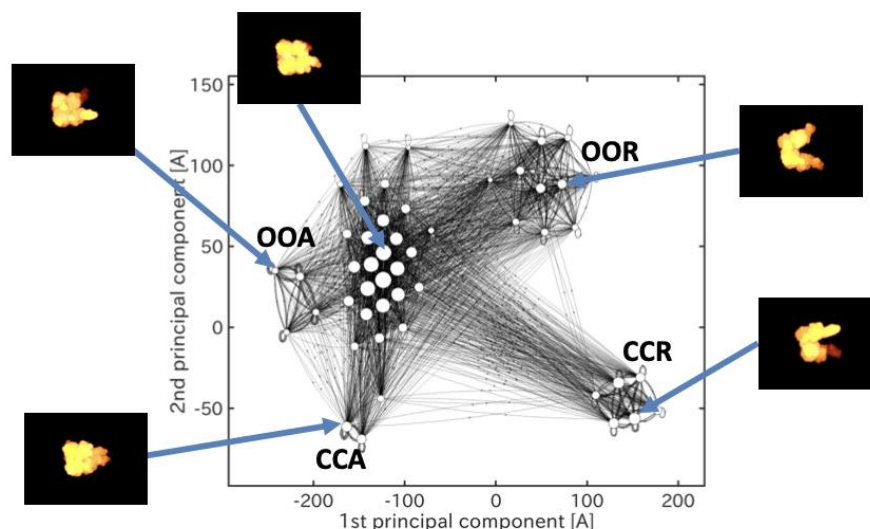 150
100
50
0
-50
2nd principal component [A]
OOR
OOA
CCR
CCA
-200 -100 0 100 200
1st principal component [A]